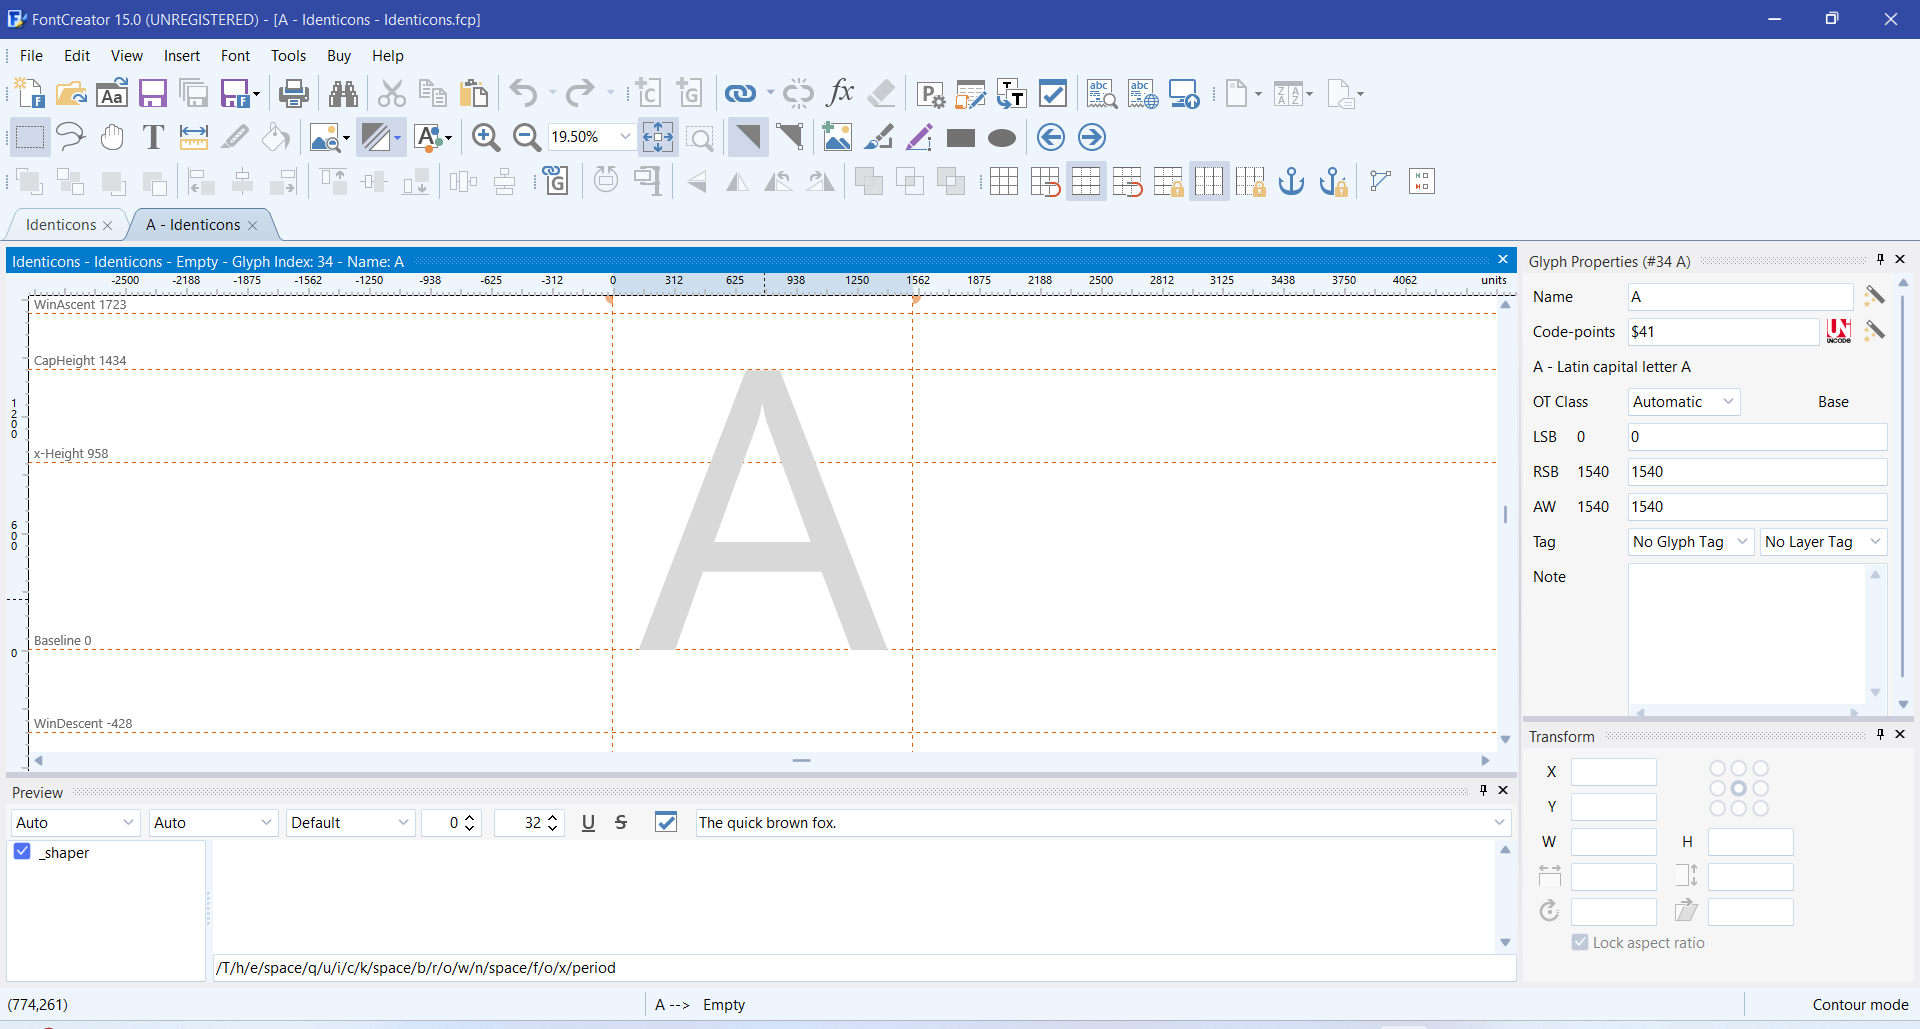 FontCreator 15.0 (UNREGISTERED) - [A - Identicons - Identicons.fcp]
File Edit View Insert Font Tools Buy Help
19.50%
Identicons
A - Identicons
Identicons - Identicons - Empty - Glyph Index: 34 - Name: A
-2500 -2188 -1875 -1562 -1250 -938 -625 -312 0 312 625 938 1250 1562 1875 2188 2500 2812 3125 3438 3750 4062 units
WinAscent 1723
CapHeight 1434
1200
x-Height 958
600
Baseline 0
0
WinDescent -428
A
Glyph Properties (#34 A)
Name A
Code-points $41
UNICODE
A - Latin capital letter A
OT Class Automatic Base
LSB 0 0
RSB 1540 1540
AW 1540 1540
Tag No Glyph Tag No Layer Tag
Note
Transform
X
Y
W H
Lock aspect ratio
Preview
Auto Auto Default 0 32 U S The quick brown fox.
_shaper
/T/h/e/space/q/u/i/c/k/space/b/r/o/w/n/space/f/o/x/period
(774,261) A --> Empty Contour mode